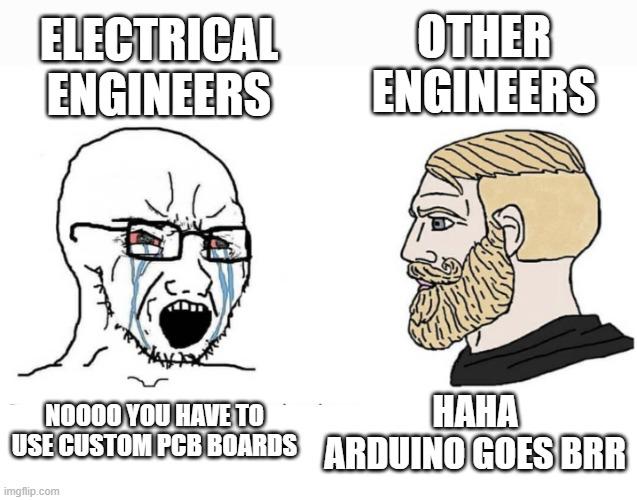 ELECTRICAL
ENGINEERS
OTHER
ENGINEERS
NOOOO YOU HAVE TO
USE CUSTOM PCB BOARDS
HAHA
ARDUINO GOES BRR
imgflip.com